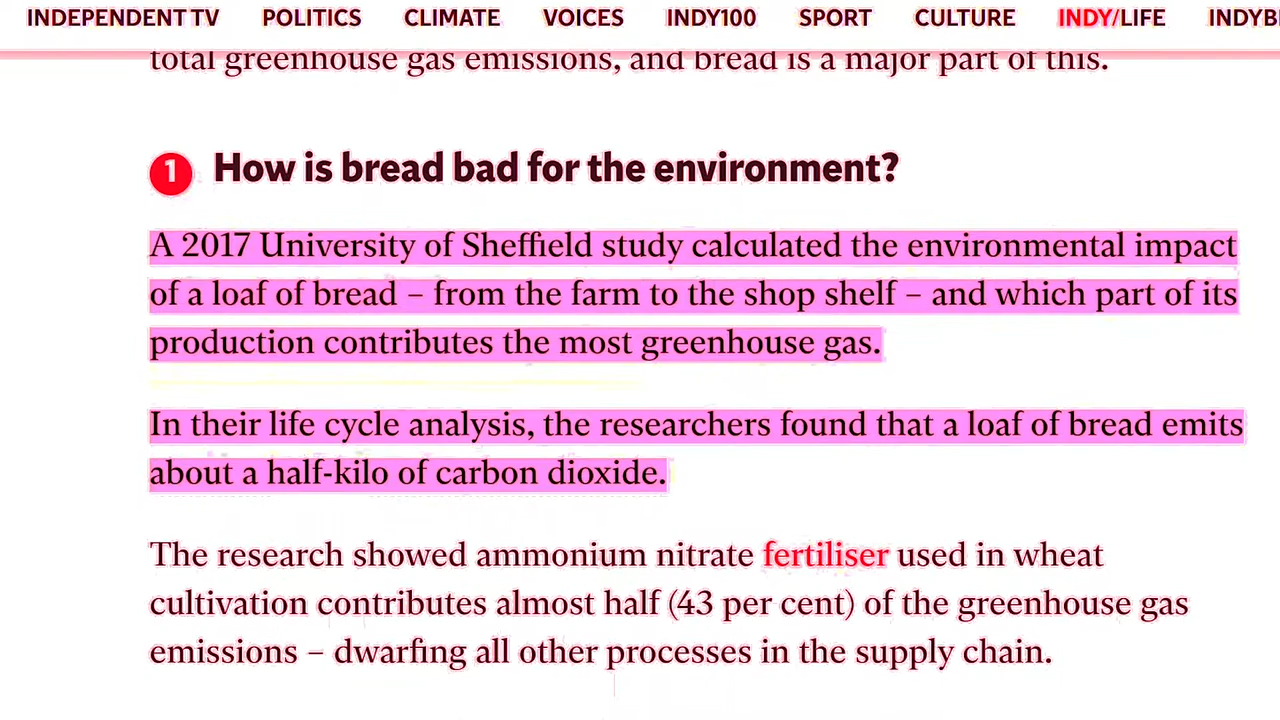 INDEPENDENT TV POLITICS CLIMATE VOICES INDY100 SPORT CULTURE INDY/LIFE INDYB
total greenhouse gas emissions, and bread is a major part of this.
1 How is bread bad for the environment?
A 2017 University of Sheffield study calculated the environmental impact
of a loaf of bread – from the farm to the shop shelf – and which part of its
production contributes the most greenhouse gas.
In their life cycle analysis, the researchers found that a loaf of bread emits
about a half-kilo of carbon dioxide.
The research showed ammonium nitrate fertiliser used in wheat
cultivation contributes almost half (43 per cent) of the greenhouse gas
emissions – dwarfing all other processes in the supply chain.